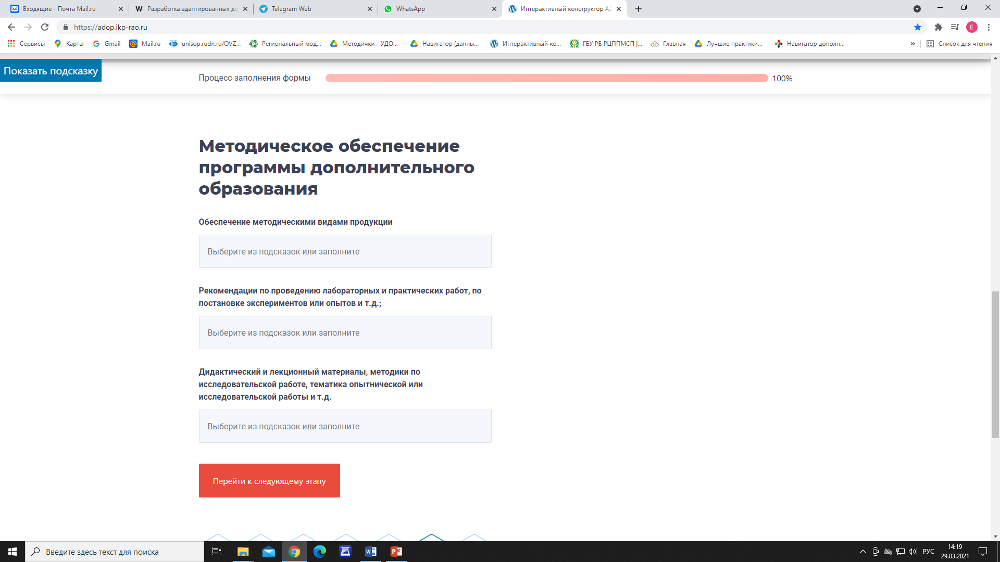 Входящие - Почта Mail.ru
Разработка адаптированных до
Telegram Web
WhatsApp
Интерактивный конструктор АД
https://adop.ikp-rao.ru
E
Сервисы
Карты
Gmail
Mail.ru
unisop.rudn.ru/OVZ...
Региональный мод...
Методички - УДО...
Навигатор (данны...
Интерактивный ко...
ГБУ РБ РЦППМСП |...
Главная
Лучшие практики...
Навигатор дополн...
»
Список для чтения
Показать подсказку
Процесс заполнения формы
100%
Методическое обеспечение
программы дополнительного
образования
Обеспечение методическими видами продукции
Выберите из подсказок или заполните
Рекомендации по проведению лабораторных и практических работ, по
постановке экспериментов или опытов и т.д.;
Выберите из подсказок или заполните
Дидактический и лекционный материалы, методики по
исследовательской работе, тематика опытнической или
исследовательской работы и т.д.
Выберите из подсказок или заполните
Перейти к следующему этапу
Введите здесь текст для поиска
РУС
14:19
29.03.2021